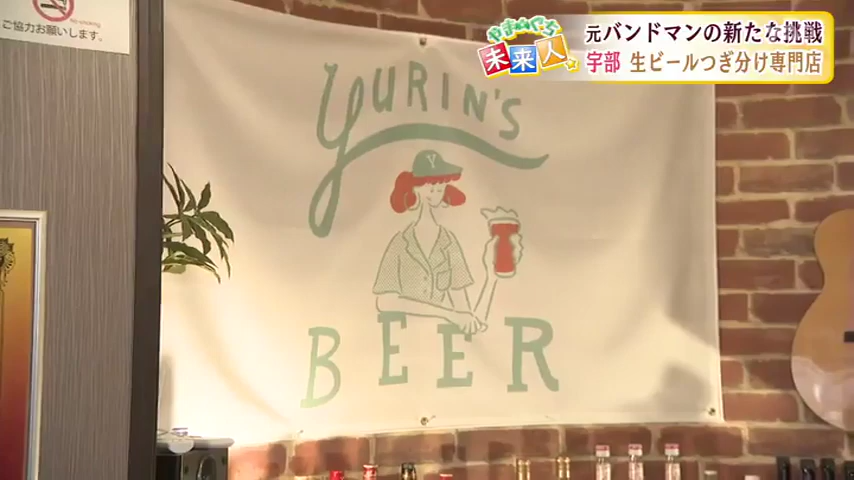 No smoking
ご協力お願いします。
やまぐち
未来人
元バンドマンの新たな挑戦
宇部 生ビールつぎ分け専門店
YURIN'S
Y
BEER